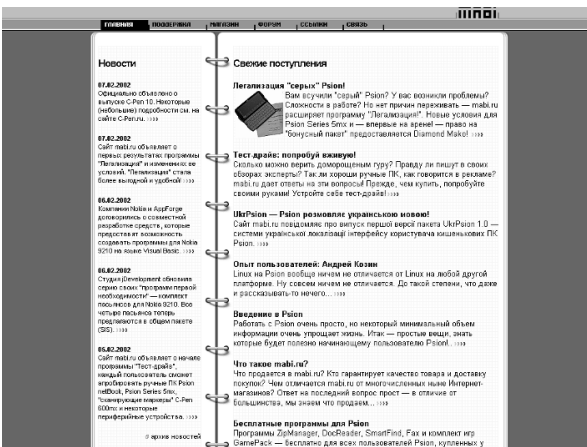 mabi
ГЛАВНАЯ ПОДДЕРЖКА МАГАЗИН ФОРУМ ССЫЛКИ СВЯЗЬ
Новости
07.02.2002
Официально объявлено о
выпуске C-Pen 10. Некоторые
(небольшие) подробности см. на
сайте C-Pen.ru. »»
07.02.2002
Сайт mabi.ru объявляет о
первых результатах программы
"Легализация" и изменениях ее
условий. "Легализация" стала
более выгодной и удобной! »»
06.02.2002
Компании Nokia и AppForge
договорились о совместной
разработке средств, которые
предоставят возможность
создавать программы для Nokia
9210 на языке Visual Basic. »»
06.02.2002
Студия jDevelopment обновила
серию своих "программ первой
необходимости" — комплект
пасьянсов для Nokia 9210. Все
четыре пасьянса теперь
предлагаются в общем пакете
(SIS). »»
06.02.2002
Сайт mabi.ru объявляет о начале
программы "Тест-драйв",
каждый пользователь сможет
апробировать ручные ПК Psion
netBook, Psion Series 5mx,
"сканирующие маркеры" C-Pen
600mx и некоторые
периферийные устройства. »»
архив новостей
Свежие поступления
Легализация "серых" Psion!
Вам всучили "серый" Psion? У вас возникли проблемы?
Сложности в работе? Но нет причин переживать — mabi.ru
расширяет программу "Легализация". Новые условия для
Psion Series 5mx и — впервые на арене! — право на
"бонусный пакет" предоставляется Diamond Mako! »»
Тест-драйв: попробуй вживую!
Сколько можно верить доморощеным гуру? Правду ли пишут в своих
обзорах эксперты? Так ли хороши ручные ПК, как говорится в рекламе?
mabi.ru дает ответы на эти вопросы! Прежде, чем купить, попробуйте
своими руками! Устройте себе тест-драйв! »»
UkrPsion — Psion розмовляє українською мовою!
Сайт mabi.ru повідомляє про випуск першої версії пакета UkrPsion 1.0 —
системи української локалізації інтерфейсу користувача кишенькових ПК
Psion. »»
Опыт пользователей: Андрей Козин
Linux на Psion вообще ничем не отличается от Linux на любой другой
платформе. Ну совсем ничем не отличается. До такой степени, что даже
и рассказывать-то нечего... »»
Введение в Psion
Работать с Psion очень просто, но некоторый минимальный объем
информации очень упрощает жизнь. Итак — простые вещи, знать
которые будет полезно начинающему пользователю Psion!.. »»
Что такое mabi.ru?
Что продается в mabi.ru? Кто гарантирует качество товара и доставку
покупок? Чем отличается mabi.ru от многочисленных ныне Интернет-
магазинов? Ответ на последний вопрос прост — в отличие от
большинства, мы знаем что продаем... »»
Бесплатные программы для Psion
Программы ZipManager, DocReader, SmartFind, Fax и комплект игр
GamePack — бесплатно для всех пользователей Psion, купленных у